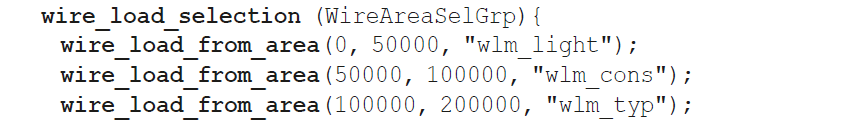 wire_load_selection (WireAreaSelGrp){
wire_load_from_area(0, 50000, "wlm_light");
wire_load_from_area(50000, 100000, "wlm_cons");
wire_load_from_area(100000, 200000, "wlm_typ");